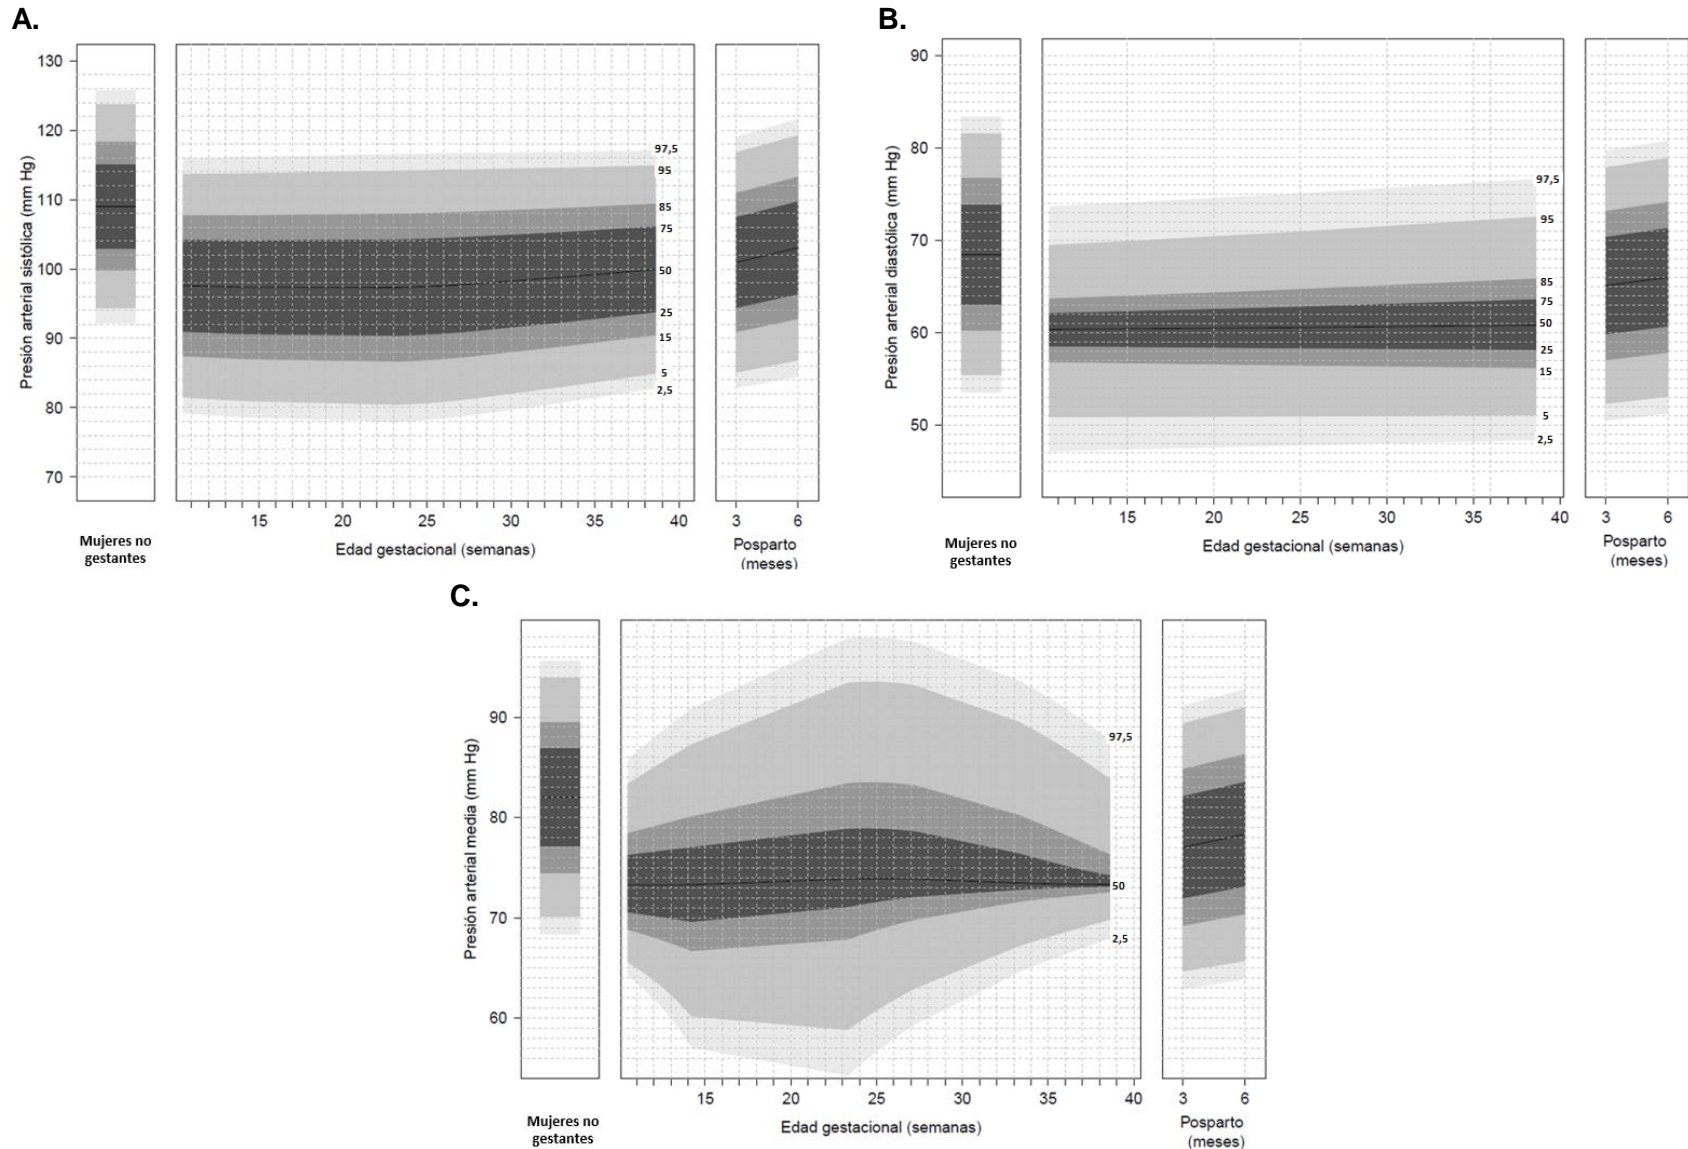 A.
Presión arterial sistólica (mm Hg)
130
120
110
100
90
80
70
97,5
95
85
75
50
25
15
5
2,5
15 20 25 30 35 40
3 6
Mujeres no
gestantes
Edad gestacional (semanas)
Posparto
(meses)
B.
Presión arterial diastólica (mm Hg)
90
80
70
60
50
97,5
95
85
75
50
25
15
5
2,5
15 20 25 30 35 40
3 6
Mujeres no
gestantes
Edad gestacional (semanas)
Posparto
(meses)
C.
Presión arterial media (mm Hg)
90
80
70
60
97,5
50
2,5
15 20 25 30 35 40
3 6
Mujeres no
gestantes
Edad gestacional (semanas)
Posparto
(meses)